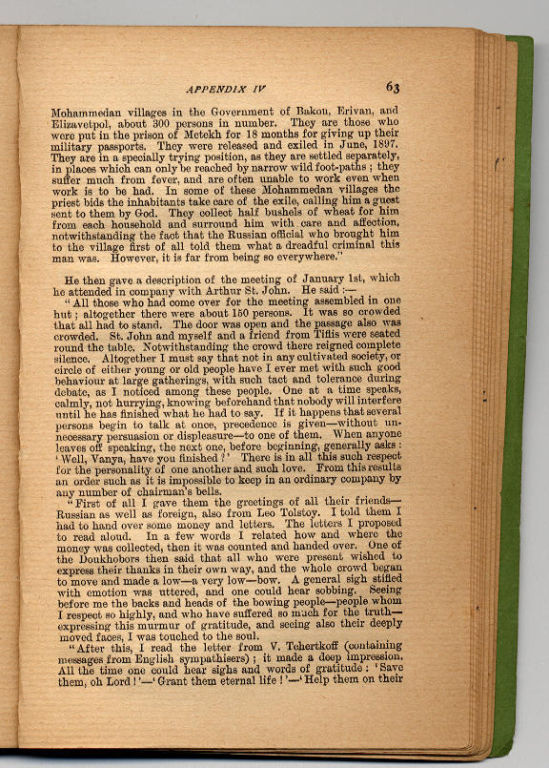 APPENDIX IV 63
Mohammedan villages in the Government of Bakou, Erivan, and
Elizavetpol, about 300 persons in number. They are those who
were put in the prison of Metekh for 18 months for giving up their
military passports. They were released and exiled in June, 1897.
They are in a specially trying position, as they are settled separately,
in places which can only be reached by narrow wild foot-paths ; they
suffer much from fever, and are often unable to work even when
work is to be had. In some of these Mohammedan villages the
priest bids the inhabitants take care of the exile, calling him a guest
sent to them by God. They collect half bushels of wheat for him
from each household and surround him with care and affection,
notwithstanding the fact that the Russian official who brought him
to the village first of all told them what a dreadful criminal this
man was. However, it is far from being so everywhere."
He then gave a description of the meeting of January 1st, which
he attended in company with Arthur St. John. He said :—
" All those who had come over for the meeting assembled in one
hut ; altogether there were about 150 persons. It was so crowded
that all had to stand. The door was open and the passage also was
crowded. St. John and myself and a friend from Tiflis were seated
round the table. Notwithstanding the crowd there reigned complete
silence. Altogether I must say that not in any cultivated society, or
circle of either young or old people have I ever met with such good
behaviour at large gatherings, with such tact and tolerance during
debate, as I noticed among these people. One at a time speaks,
calmly, not hurrying, knowing beforehand that nobody will interfere
until he has finished what he had to say. If it happens that several
persons begin to talk at once, precedence is given—without un-
necessary persuasion or displeasure—to one of them. When anyone
leaves off speaking, the next one, before beginning, generally asks :
' Well, Vanya, have you finished ? ' There is in all this such respect
for the personality of one another and such love. From this results
an order such as it is impossible to keep in an ordinary company by
any number of chairman's bells.
" First of all I gave them the greetings of all their friends—
Russian as well as foreign, also from Leo Tolstoy. I told them I
had to hand over some money and letters. The letters I proposed
to read aloud. In a few words I related how and where the
money was collected, then it was counted and handed over. One of
the Doukhobors then said that all who were present wished to
express their thanks in their own way, and the whole crowd began
to move and made a low—a very low—bow. A general sigh stifled
with emotion was uttered, and one could hear sobbing. Seeing
before me the backs and heads of the bowing people—people whom
I respect so highly, and who have suffered so much for the truth—
expressing this murmur of gratitude, and seeing also their deeply
moved faces, I was touched to the soul.
" After this, I read the letter from V. Tchertkoff (containing
messages from English sympathisers) ; it made a deep impression.
All the time one could hear sighs and words of gratitude : ' Save
them, oh Lord ! '—' Grant them eternal life ! '—' Help them on their